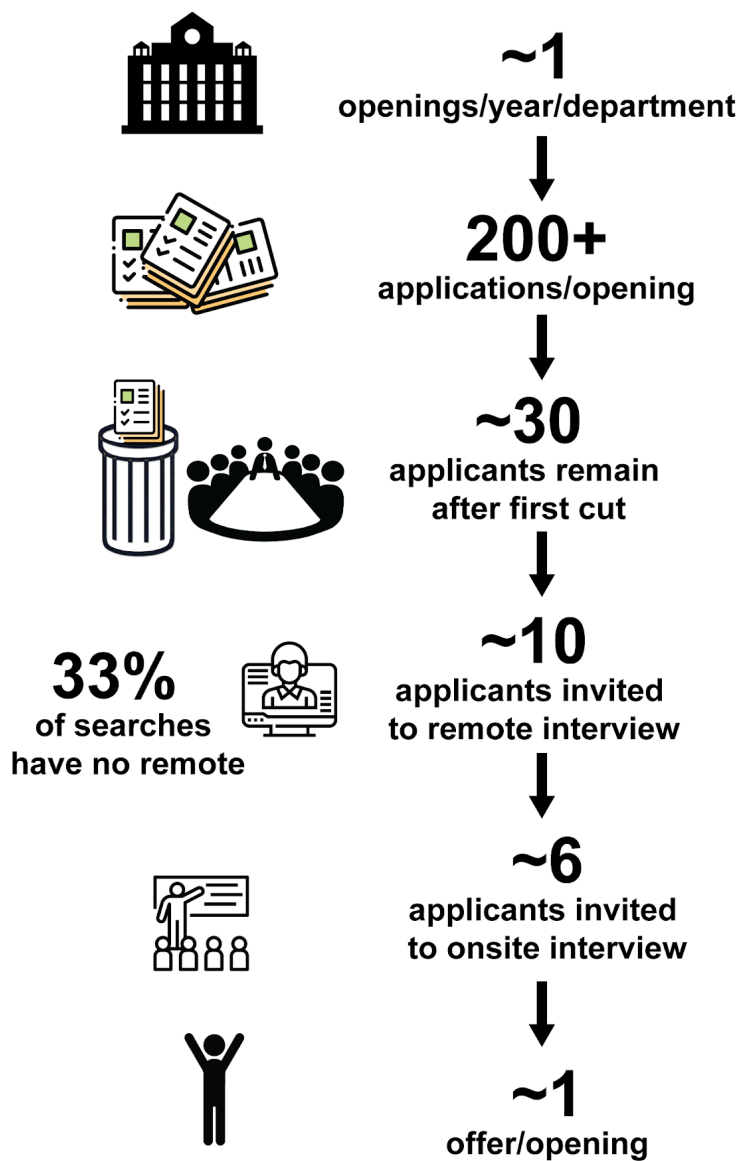 ~1
openings/year/department
200+
applications/opening
~30
applicants remain
after first cut
~10
applicants invited
to remote interview
33%
of searches
have no remote
~6
applicants invited
to onsite interview
~1
offer/opening